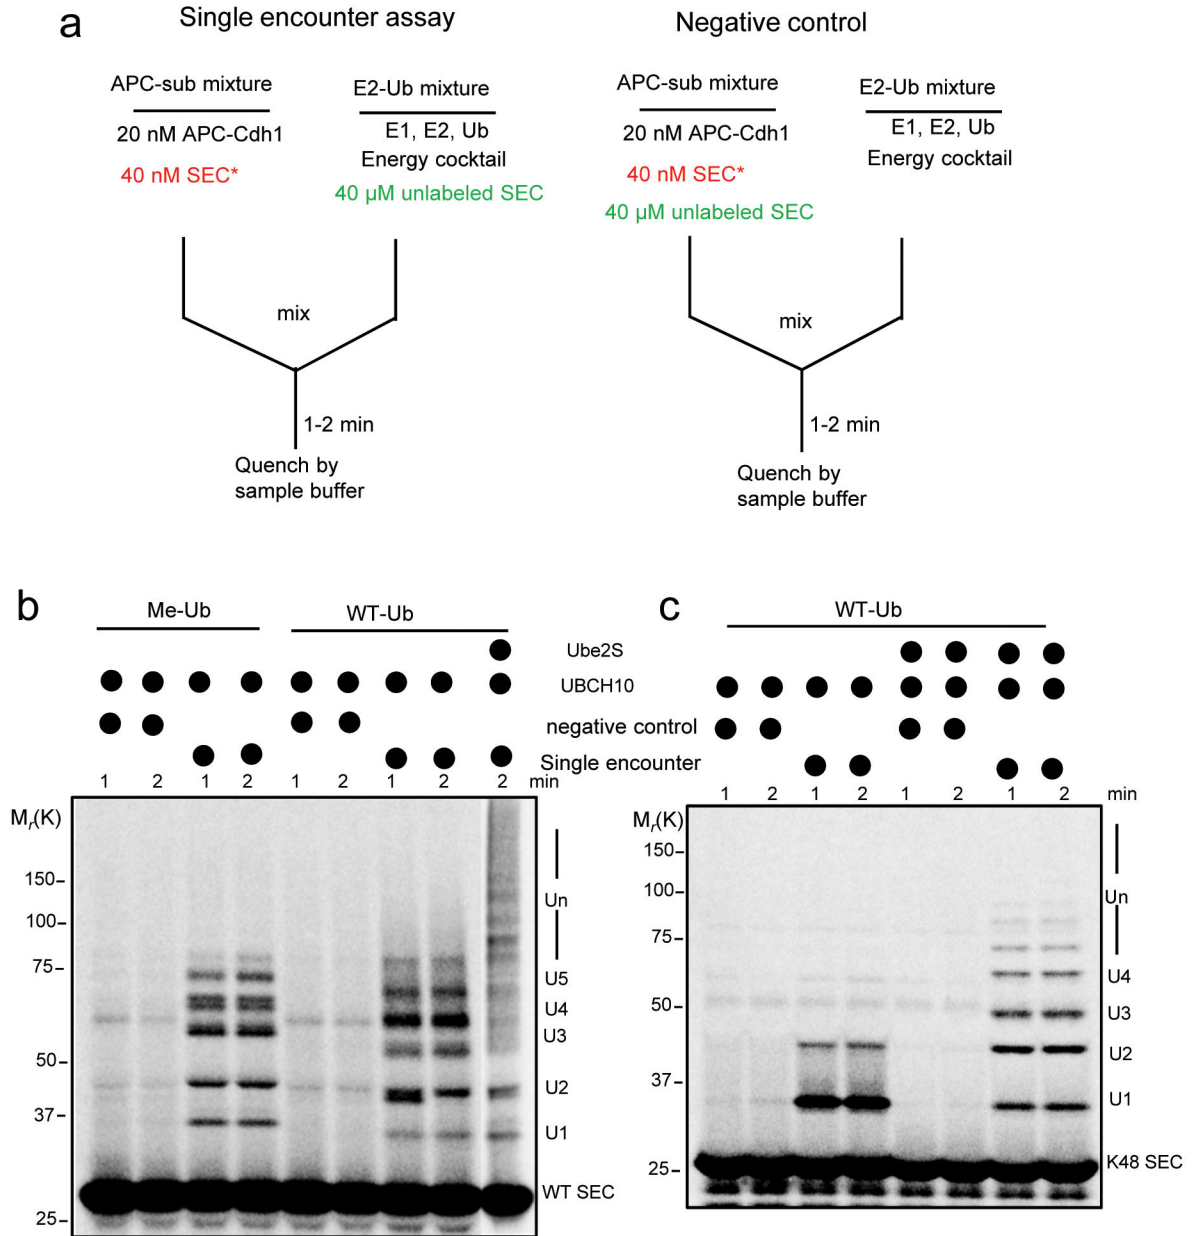 a
Single encounter assay
Negative control
APC-sub mixture
E2-Ub mixture
20 nM APC-Cdh1
E1, E2, Ub
40 nM SEC*
Energy cocktail
40 µM unlabeled SEC
mix
1-2 min
Quench by
sample buffer
APC-sub mixture
E2-Ub mixture
20 nM APC-Cdh1
E1, E2, Ub
40 nM SEC*
Energy cocktail
40 µM unlabeled SEC
mix
1-2 min
Quench by
sample buffer
b
Me-Ub
WT-Ub
Ube2S
UBCH10
negative control
Single encounter
1 2 1 2 1 2 1 2 2 min
Mr(K)
150
100
75
50
37
25
Un
U5
U4
U3
U2
U1
WT SEC
c
WT-Ub
1 2 1 2 1 2 1 2 min
Mr(K)
150
100
75
50
37
25
Un
U4
U3
U2
U1
K48 SEC